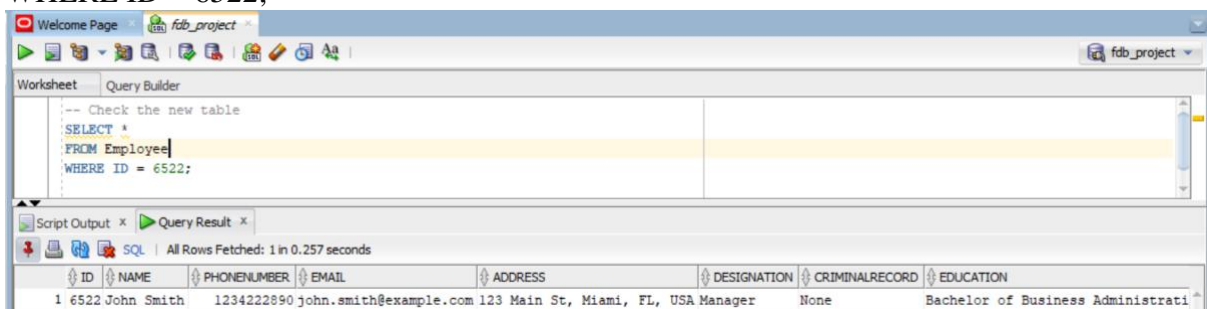 WHERE ID = 6522;
Welcome Page fdb_project
fdb_project
Worksheet Query Builder
-- Check the new table
SELECT *
FROM Employee
WHERE ID = 6522;
Script Output x Query Result x
SQL | All Rows Fetched: 1 in 0.257 seconds
ID NAME PHONENUMBER EMAIL ADDRESS DESIGNATION CRIMINALRECORD EDUCATION
1 6522 John Smith 1234222890 john.smith@example.com 123 Main St, Miami, FL, USA Manager None Bachelor of Business Administrati